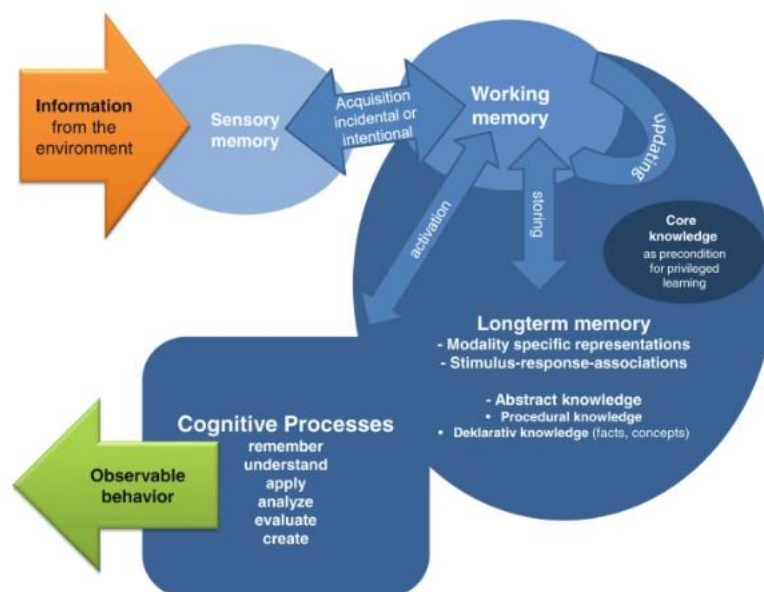 Information
from the
environment
Sensory
memory
Acquisition
incidental or
intentional
Working
memory
updating
activation
storing
Core
knowledge
as precondition
for privileged
learning
Longterm memory
- Modality specific representations
- Stimulus-response-associations
- Abstract knowledge
• Procedural knowledge
• Deklarativ knowledge (facts, concepts)
Cognitive Processes
remember
understand
apply
analyze
evaluate
create
Observable
behavior